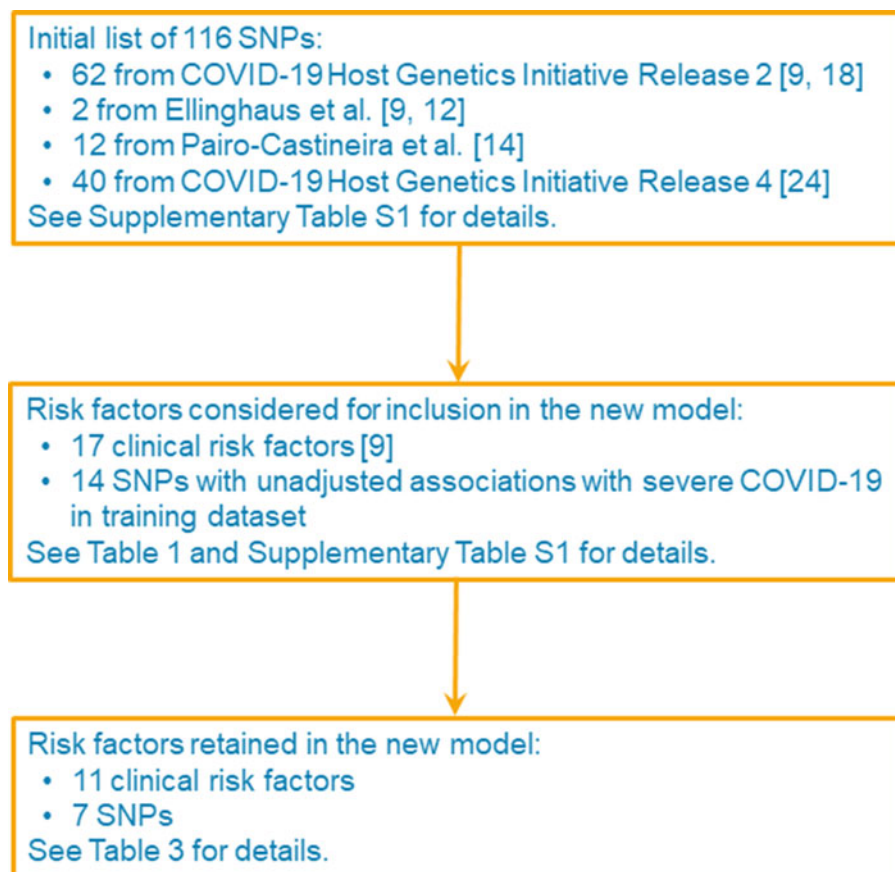 Initial list of 116 SNPs:
• 62 from COVID-19 Host Genetics Initiative Release 2 [9, 18]
• 2 from Ellinghaus et al. [9, 12]
• 12 from Pairo-Castineira et al. [14]
• 40 from COVID-19 Host Genetics Initiative Release 4 [24]
See Supplementary Table S1 for details.
Risk factors considered for inclusion in the new model:
• 17 clinical risk factors [9]
• 14 SNPs with unadjusted associations with severe COVID-19
in training dataset
See Table 1 and Supplementary Table S1 for details.
Risk factors retained in the new model:
• 11 clinical risk factors
• 7 SNPs
See Table 3 for details.